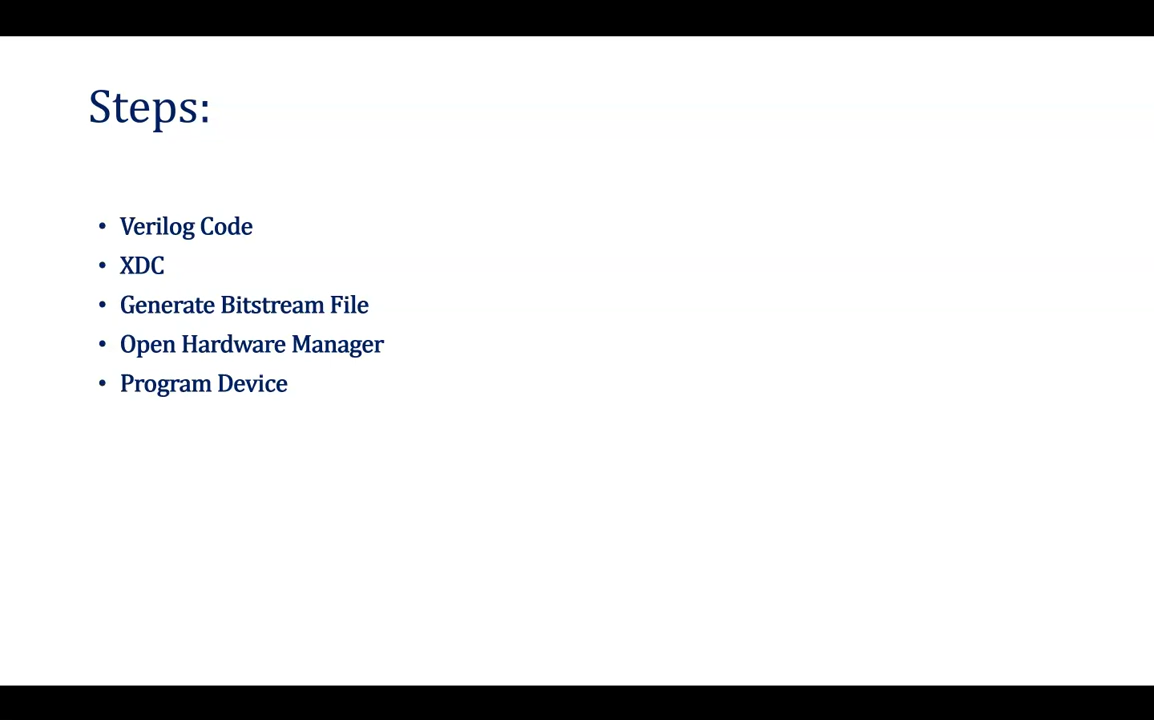 Steps:
• Verilog Code
• XDC
• Generate Bitstream File
• Open Hardware Manager
• Program Device